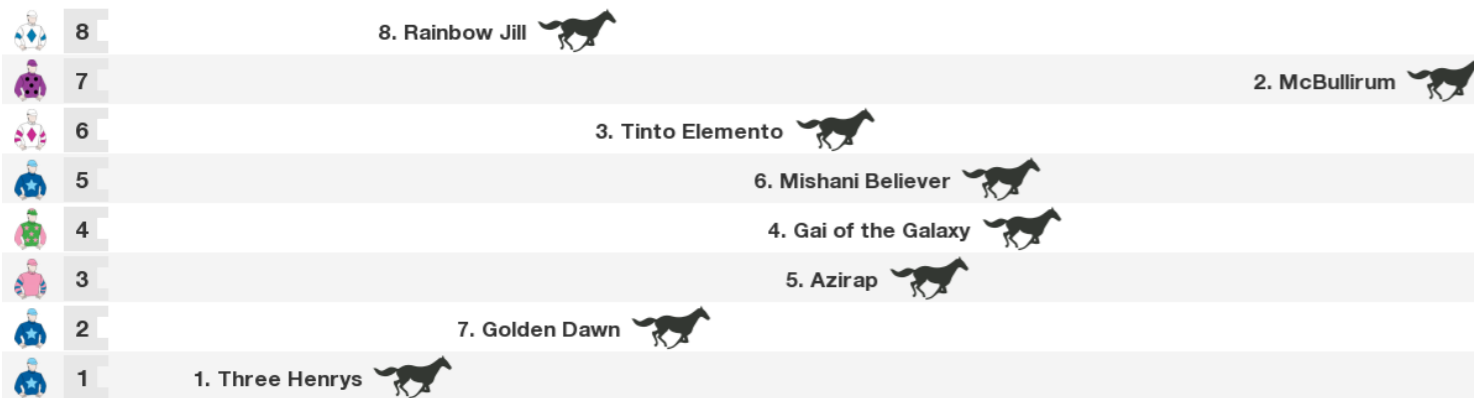 8 8. Rainbow Jill
7 2. McBullirum
6 3. Tinto Elemento
5 6. Mishani Believer
4 4. Gai of the Galaxy
3 5. Azirap
2 7. Golden Dawn
1 1. Three Henrys